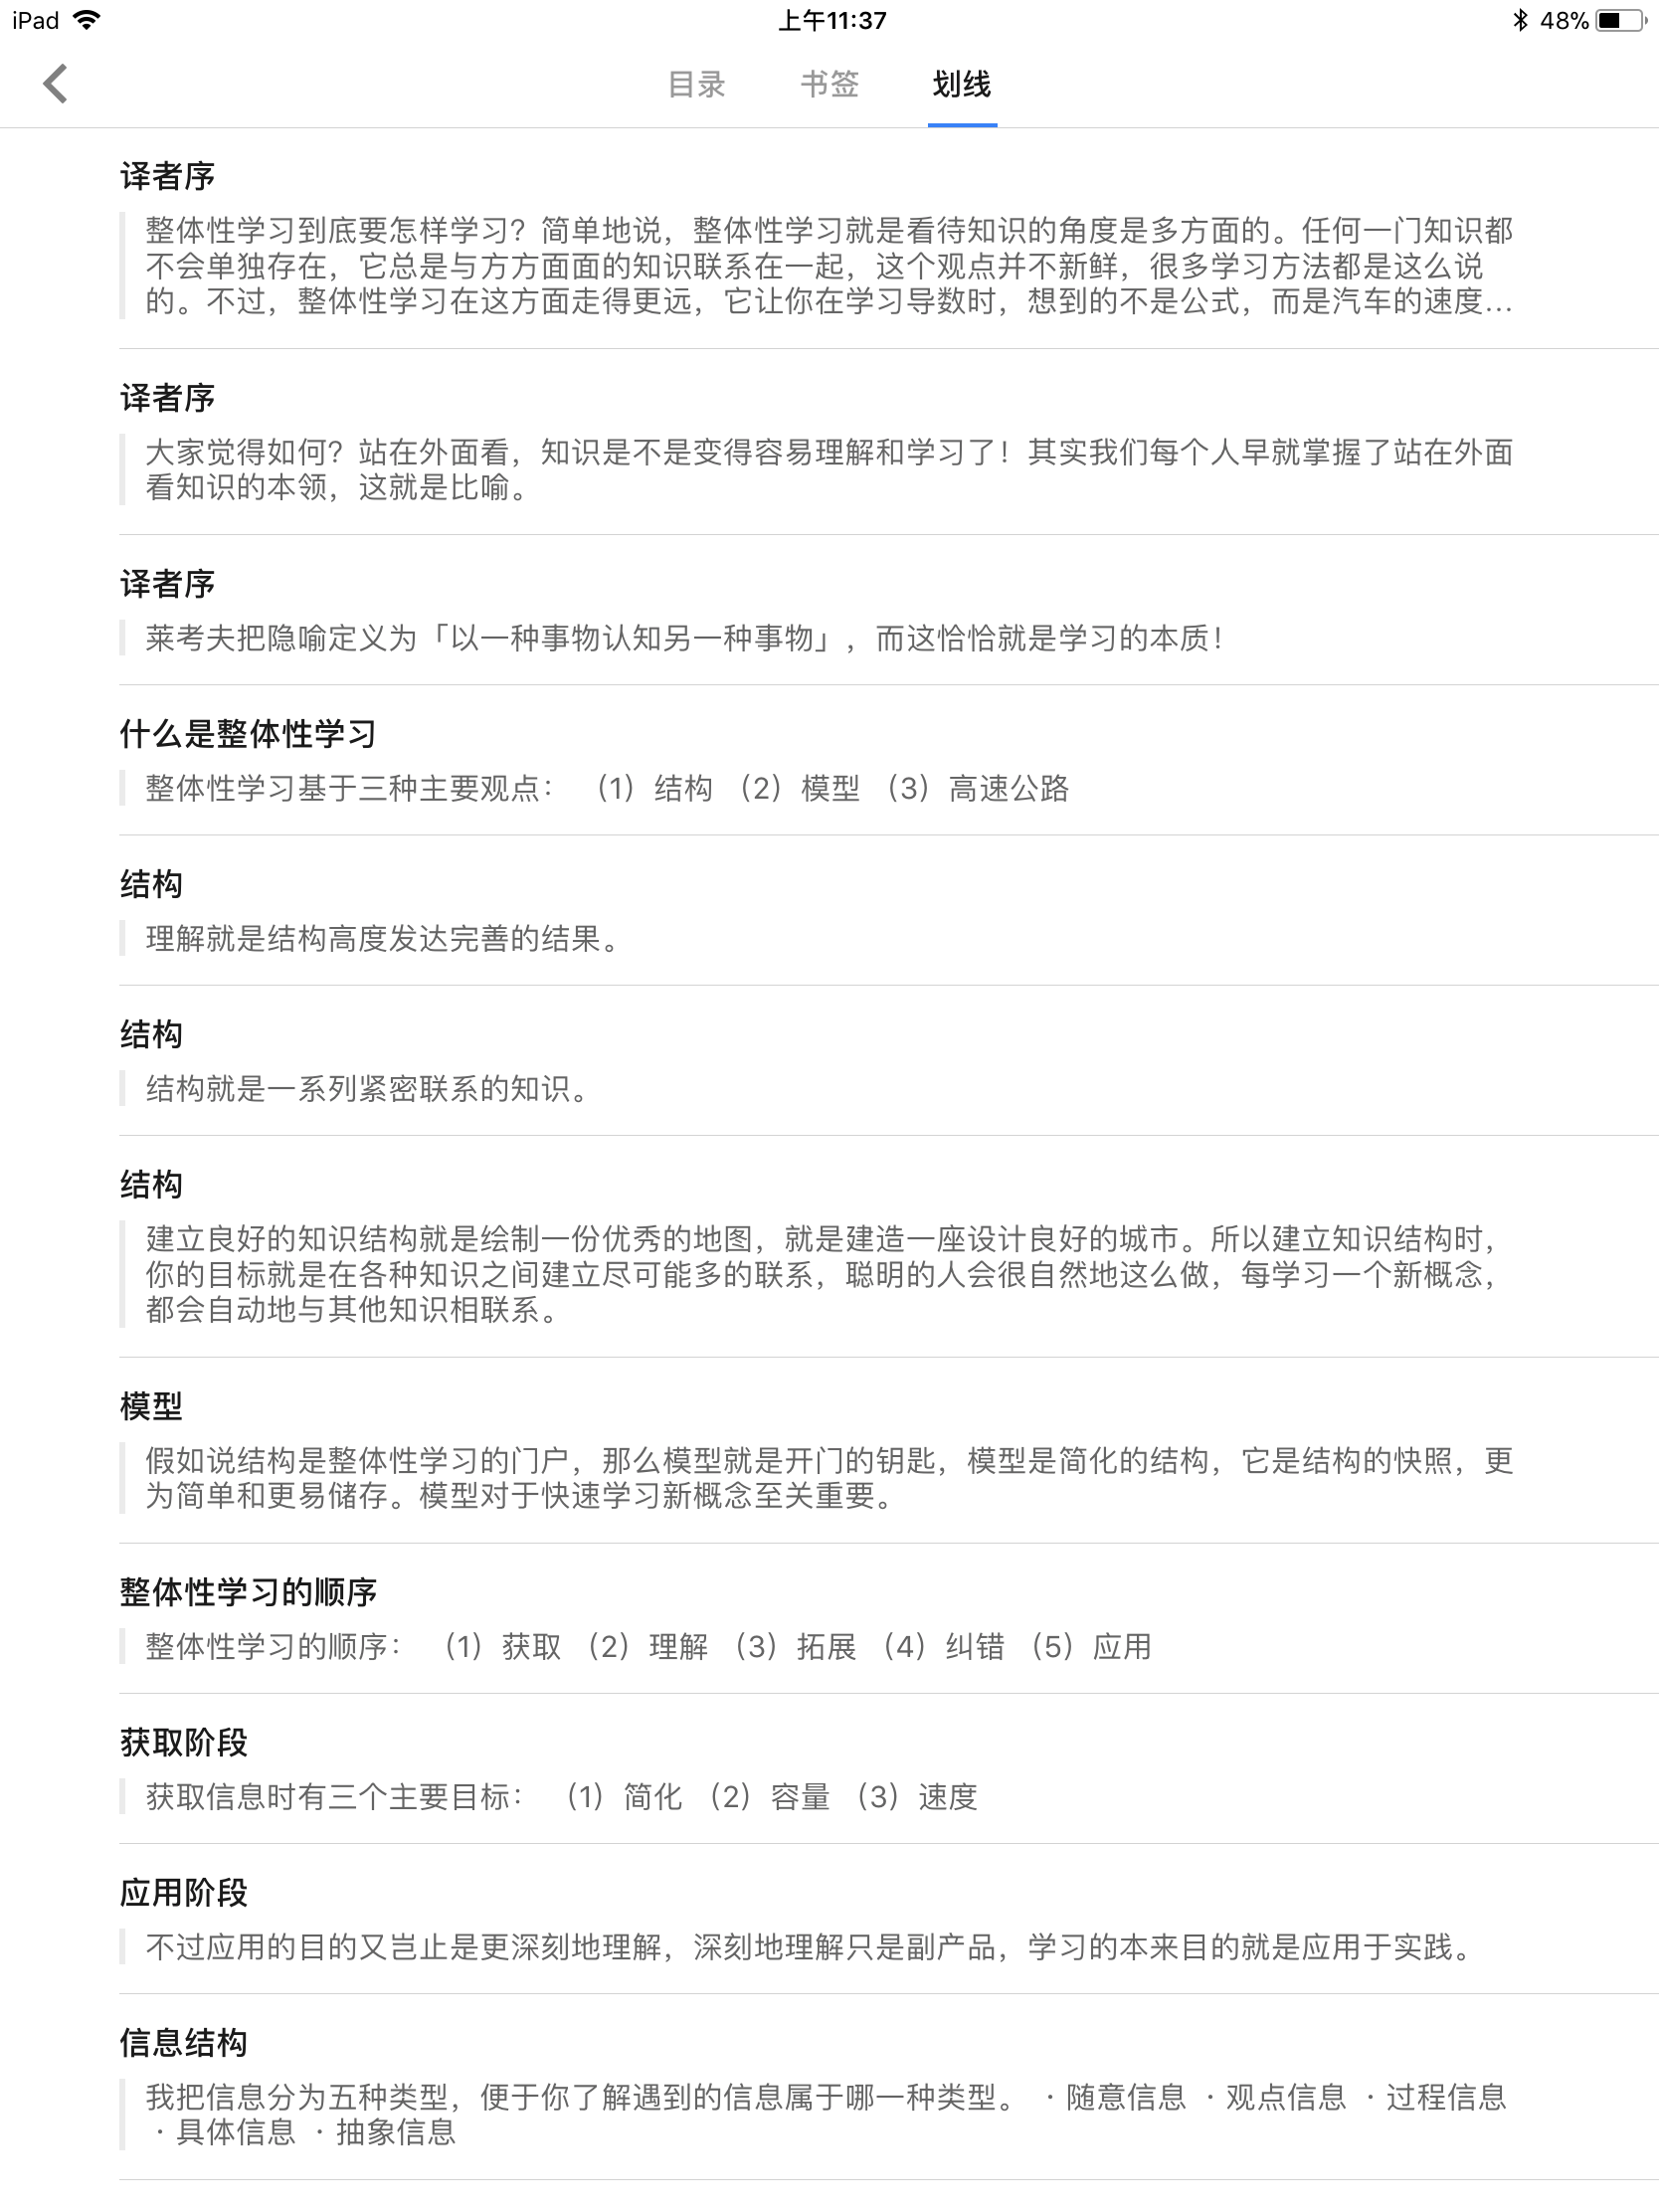 iPad
上午11:37
48%
目录
书签
划线
译者序
整体性学习到底要怎样学习？简单地说，整体性学习就是看待知识的角度是多方面的。任何一门知识都
不会单独存在，它总是与方方面面的知识联系在一起，这个观点并不新鲜，很多学习方法都是这么说
的。不过，整体性学习在这方面走得更远，它让你在学习导数时，想到的不是公式，而是汽车的速度…
译者序
大家觉得如何？站在外面看，知识是不是变得容易理解和学习了！其实我们每个人早就掌握了站在外面
看知识的本领，这就是比喻。
译者序
莱考夫把隐喻定义为「以一种事物认知另一种事物」，而这恰恰就是学习的本质！
什么是整体性学习
整体性学习基于三种主要观点： （1）结构 （2）模型 （3）高速公路
结构
理解就是结构高度发达完善的结果。
结构
结构就是一系列紧密联系的知识。
结构
建立良好的知识结构就是绘制一份优秀的地图，就是建造一座设计良好的城市。所以建立知识结构时，
你的目标就是在各种知识之间建立尽可能多的联系，聪明的人会很自然地这么做，每学习一个新概念，
都会自动地与其他知识相联系。
模型
假如说结构是整体性学习的门户，那么模型就是开门的钥匙，模型是简化的结构，它是结构的快照，更
为简单和更易储存。模型对于快速学习新概念至关重要。
整体性学习的顺序
整体性学习的顺序： （1）获取 （2）理解 （3）拓展 （4）纠错 （5）应用
获取阶段
获取信息时有三个主要目标： （1）简化 （2）容量 （3）速度
应用阶段
不过应用的目的又岂止是更深刻地理解，深刻地理解只是副产品，学习的本来目的就是应用于实践。
信息结构
我把信息分为五种类型，便于你了解遇到的信息属于哪一种类型。 · 随意信息 · 观点信息 · 过程信息
· 具体信息 · 抽象信息